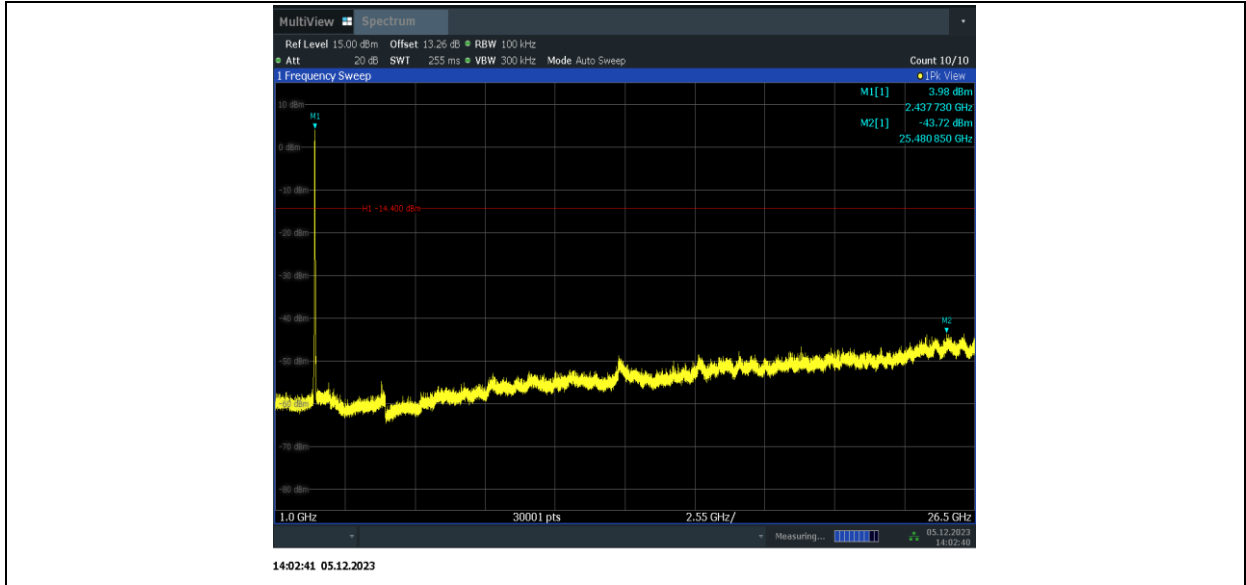 MultiView Spectrum
Ref Level 15.00 dBm Offset 13.26 dB RBW 100 kHz
Att 20 dB SWT 255 ms VBW 300 kHz Mode Auto Sweep Count 10/10
1 Frequency Sweep 1Pk View
M1[1] 3.98 dBm
2.437 730 GHz
M2[1] -43.72 dBm
25.480 850 GHz
10 dBm
M1
0 dBm
-10 dBm
H1 -14.400 dBm
-20 dBm
-30 dBm
-40 dBm
M2
-50 dBm
-60 dBm
-70 dBm
-80 dBm
1.0 GHz 30001 pts 2.55 GHz/ 26.5 GHz
Measuring... 05.12.2023
14:02:40
14:02:41 05.12.2023